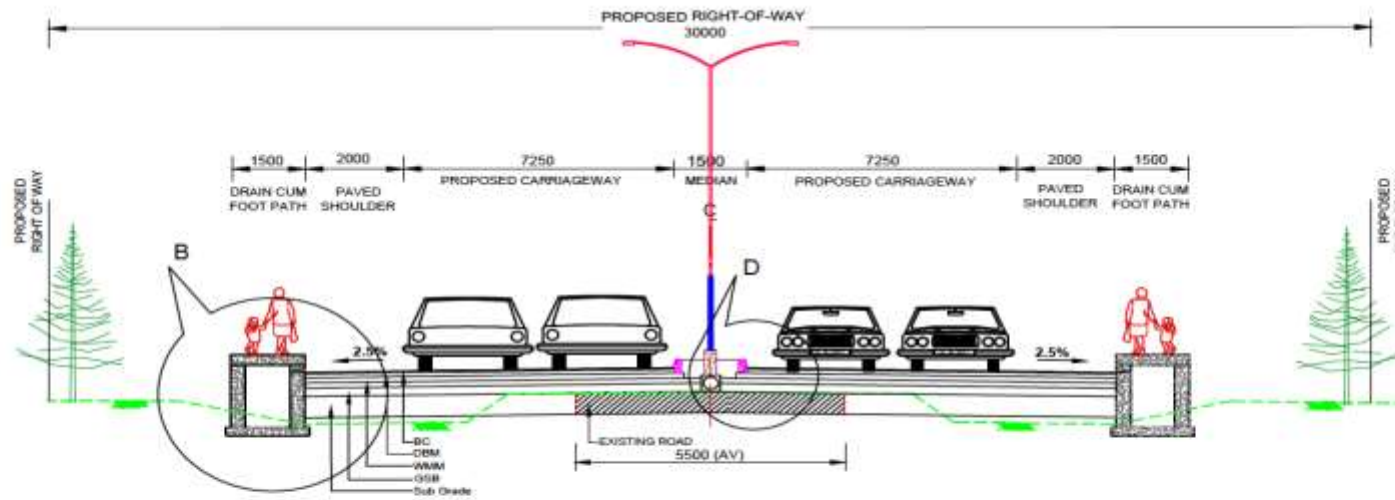 PROPOSED RIGHT-OF-WAY
30000
1500
2000
7250
1500
7250
2000
1500
DRAIN CUM
FOOT PATH
PAVED
SHOULDER
PROPOSED CARRIAGEWAY
MEDIAN
PROPOSED CARRIAGEWAY
PAVED
SHOULDER
DRAIN CUM
FOOT PATH
PROPOSED
RIGHT OF WAY
PROPOSED
C
B
D
2.5%
2.5%
BC
DBM
WMM
GSB
Sub Grade
EXISTING ROAD
5500 (AV)